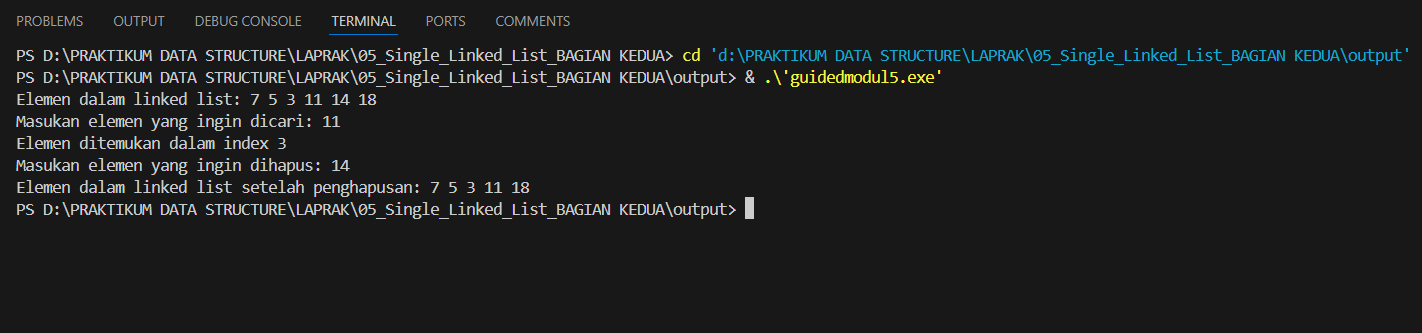 PROBLEMS OUTPUT DEBUG CONSOLE TERMINAL PORTS COMMENTS
PS D:\PRAKTIKUM DATA STRUCTURE\LAPRAK\05_Single_Linked_List_BAGIAN KEDUA> cd 'd:\PRAKTIKUM DATA STRUCTURE\LAPRAK\05_Single_Linked_List_BAGIAN KEDUA\output'
PS D:\PRAKTIKUM DATA STRUCTURE\LAPRAK\05_Single_Linked_List_BAGIAN KEDUA\output> & .\'guidedmodul5.exe'
Elemen dalam linked list: 7 5 3 11 14 18
Masukan elemen yang ingin dicari: 11
Elemen ditemukan dalam index 3
Masukan elemen yang ingin dihapus: 14
Elemen dalam linked list setelah penghapusan: 7 5 3 11 18
PS D:\PRAKTIKUM DATA STRUCTURE\LAPRAK\05_Single_Linked_List_BAGIAN KEDUA\output>